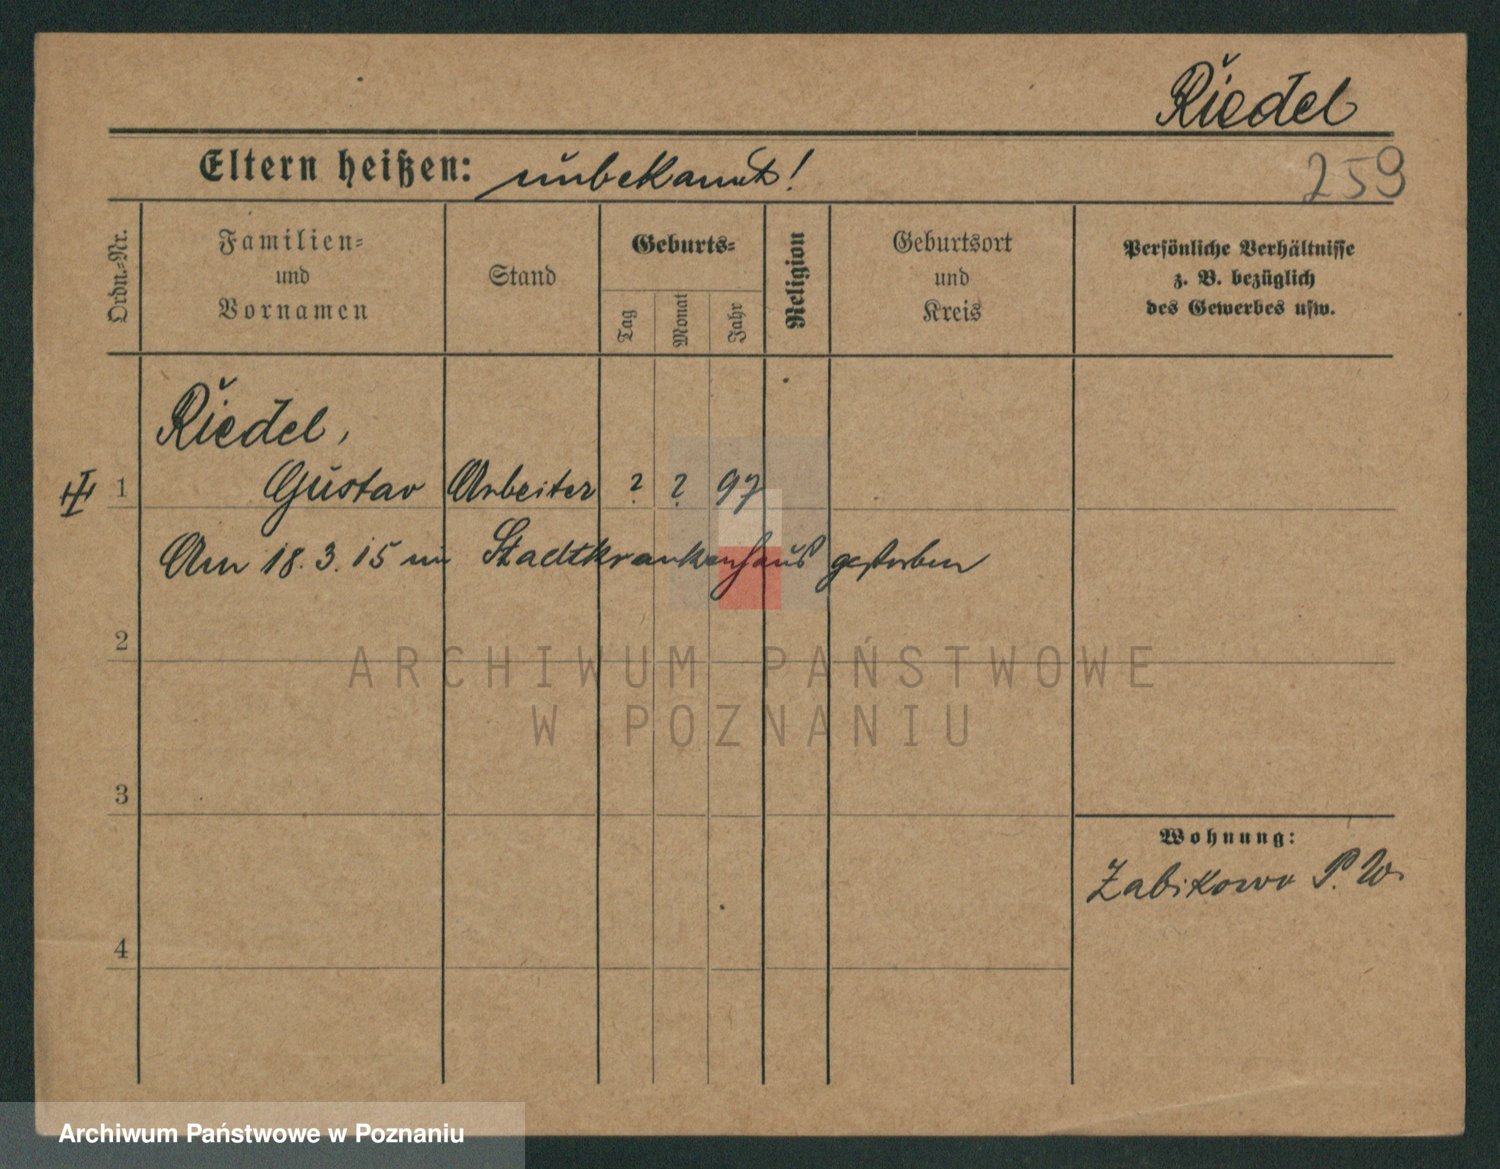 Riedel
Eltern heißen: unbekannt!
259
Ordn.-Nr.
Familien-
und
Vornamen
Stand
Geburts-
Tag
Monat
Jahr
Religion
Geburtsort
und
Kreis
Persönliche Verhältnisse
z. B. bezüglich
des Gewerbes usw.
Riedel,
1 Gustav Arbeiter ? ? 97
Am 18.3.15 im Stadtkrankenhaus gestorben
2
ARCHIWUM PAŃSTWOWE
W POZNANIU
3
Wohnung:
Zabikowo P. W.
4
Archiwum Państwowe w Poznaniu